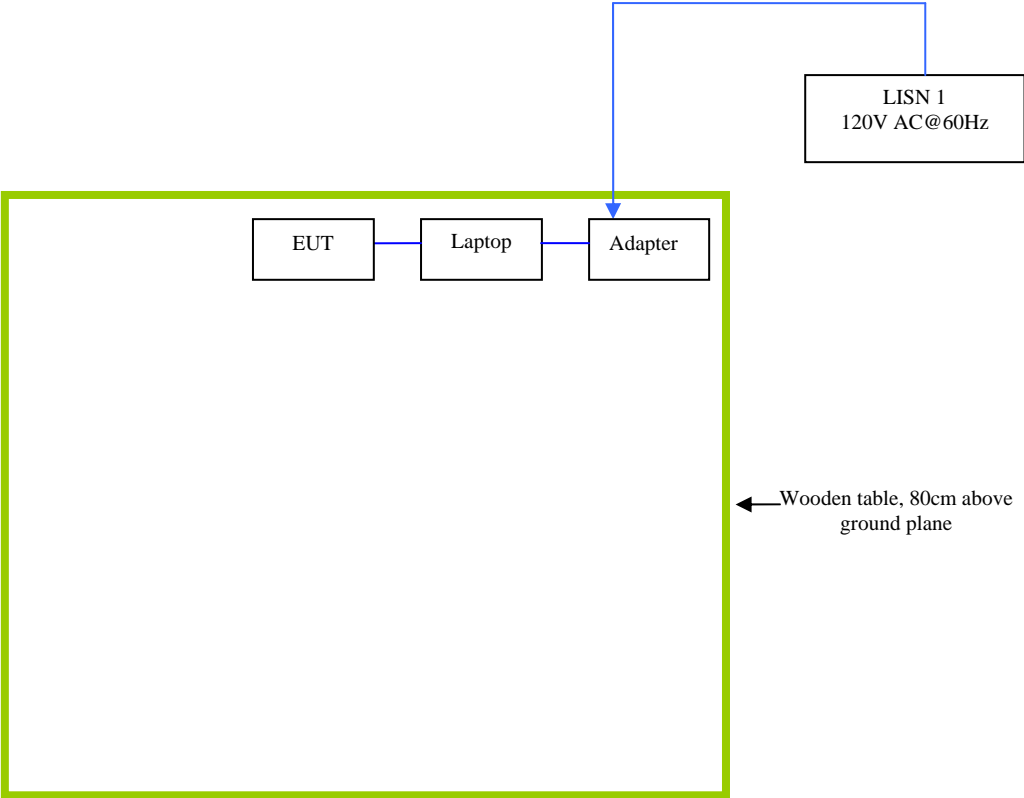 LISN 1
120V AC@60Hz
EUT
Laptop
Adapter
Wooden table, 80cm above
ground plane